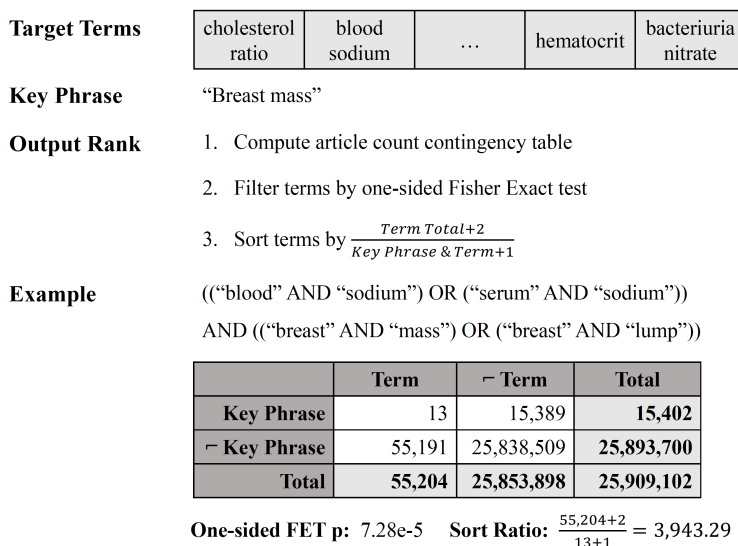 Target Terms
cholesterol ratio
blood sodium
...
hematocrit
bacteriuria nitrate
Key Phrase
“Breast mass”
Output Rank
1. Compute article count contingency table
2. Filter terms by one-sided Fisher Exact test
3. Sort terms by Term Total+2 / Key Phrase & Term+1
Example
((“blood” AND “sodium”) OR (“serum” AND “sodium”))
AND ((“breast” AND “mass”) OR (“breast” AND “lump”))
Term ¬ Term Total
Key Phrase 13 15,389 15,402
¬ Key Phrase 55,191 25,838,509 25,893,700
Total 55,204 25,853,898 25,909,102
One-sided FET p: 7.28e-5 Sort Ratio: 55,204+2 / 13+1 = 3,943.29